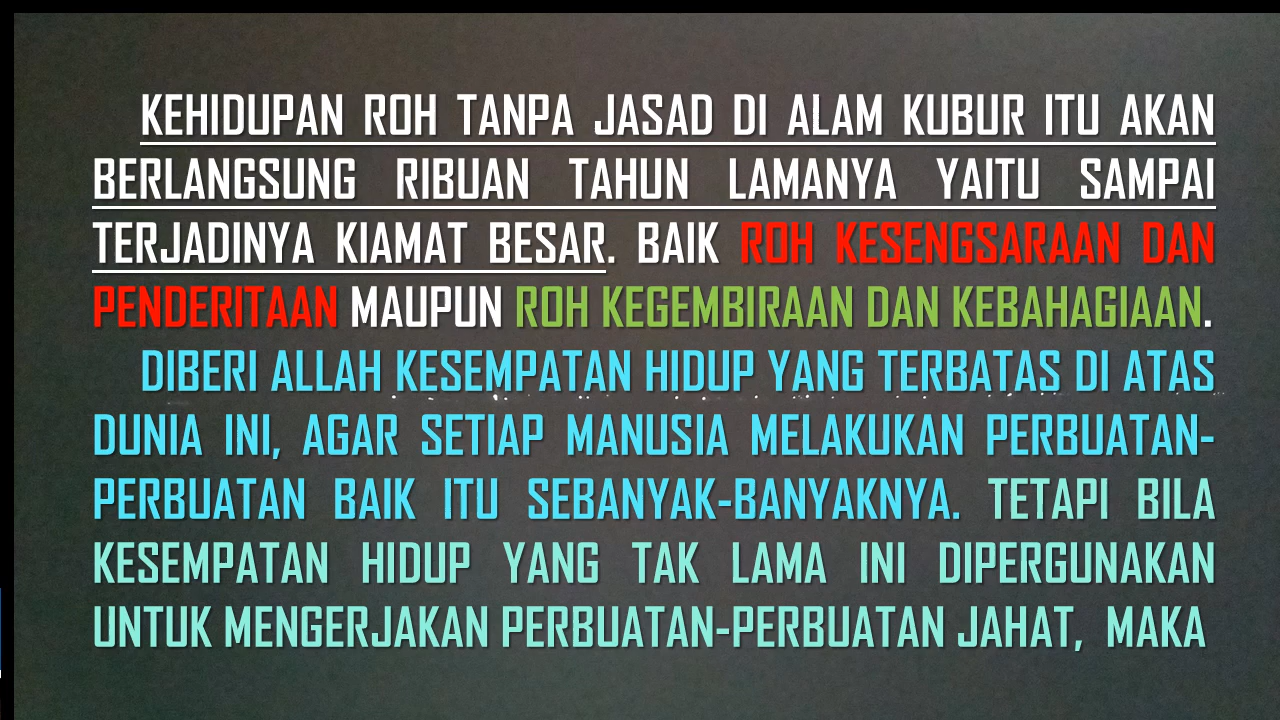 KEHIDUPAN ROH TANPA JASAD DI ALAM KUBUR ITU AKAN
BERLANGSUNG RIBUAN TAHUN LAMANYA YAITU SAMPAI
TERJADINYA KIAMAT BESAR. BAIK ROH KESENGSARAAN DAN
PENDERITAAN MAUPUN ROH KEGEMBIRAAN DAN KEBAHAGIAAN.
DIBERI ALLAH KESEMPATAN HIDUP YANG TERBATAS DI ATAS
DUNIA INI, AGAR SETIAP MANUSIA MELAKUKAN PERBUATAN-
PERBUATAN BAIK ITU SEBANYAK-BANYAKNYA. TETAPI BILA
KESEMPATAN HIDUP YANG TAK LAMA INI DIPERGUNAKAN
UNTUK MENGERJAKAN PERBUATAN-PERBUATAN JAHAT, MAKA